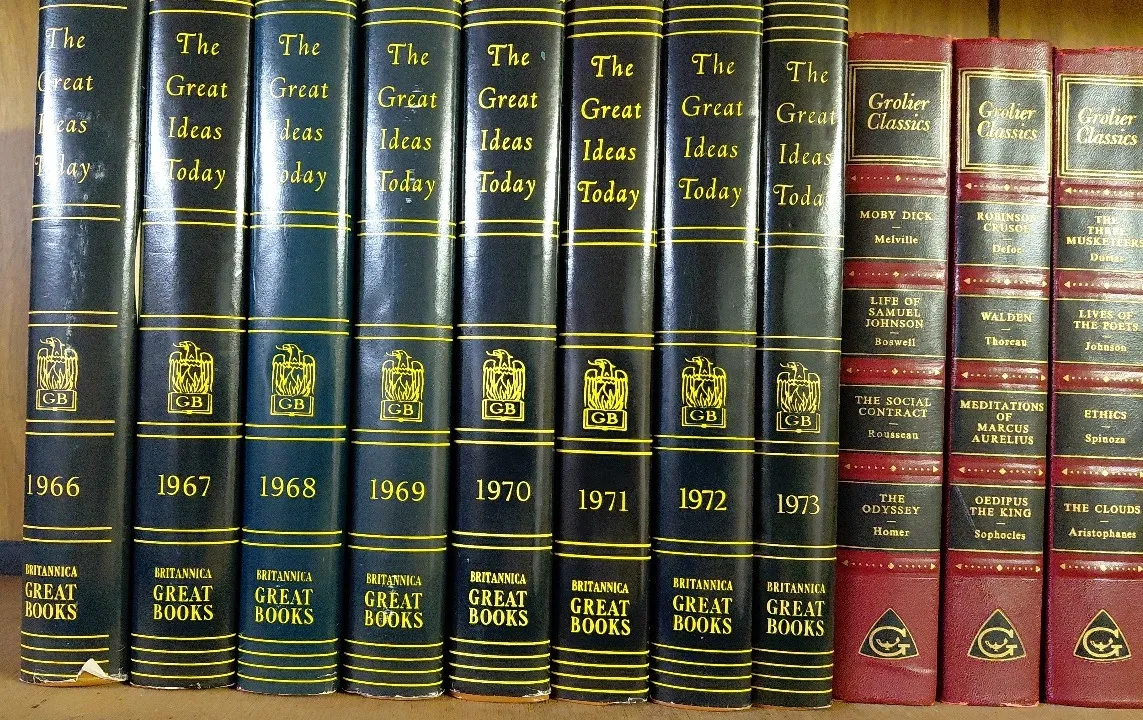 The
Great
Ideas
Today
GB
1966
BRITANNICA
GREAT
BOOKS
The
Great
Ideas
Today
GB
1967
BRITANNICA
GREAT
BOOKS
The
Great
Ideas
Today
GB
1968
BRITANNICA
GREAT
BOOKS
The
Great
Ideas
Today
GB
1969
BRITANNICA
GREAT
BOOKS
The
Great
Ideas
Today
GB
1970
BRITANNICA
GREAT
BOOKS
The
Great
Ideas
Today
GB
1971
BRITANNICA
GREAT
BOOKS
The
Great
Ideas
Today
GB
1972
BRITANNICA
GREAT
BOOKS
The
Great
Ideas
Today
GB
1973
BRITANNICA
GREAT
BOOKS
Grolier
Classics
MOBY DICK
Melville
LIFE OF
SAMUEL
JOHNSON
Boswell
THE SOCIAL
CONTRACT
Rousseau
THE
ODYSSEY
Homer
G
Grolier
Classics
ROBINSON
CRUSOE
Defoe
WALDEN
Thoreau
MEDITATIONS
OF
MARCUS
AURELIUS
OEDIPUS
THE KING
Sophocles
G
Grolier
Classics
THE
THREE
MUSKETEERS
Dumas
LIVES OF
THE POETS
Johnson
ETHICS
Spinoza
THE CLOUDS
Aristophanes
G